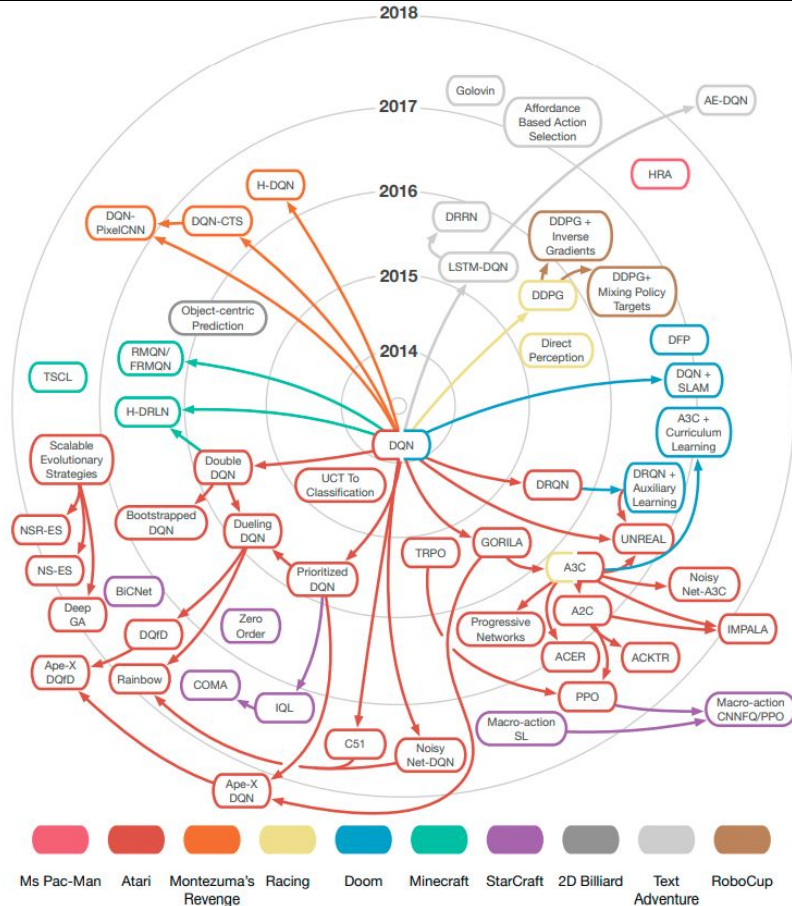 2018
Golovin
2017
Affordance
Based Action
Selection
AE-DQN
HRA
2016
H-DQN
DQN-
PixelCNN
DQN-CTS
DRRN
DDPG +
Inverse
Gradients
LSTM-DQN
2015
DDPG
DDPG+
Mixing Policy
Targets
Object-centric
Prediction
Direct
Perception
DFP
2014
RMQN/
FRMQN
TSCL
DQN +
SLAM
H-DRLN
A3C +
Curriculum
Learning
DQN
Scalable
Evolutionary
Strategies
Double
DQN
UCT To
Classification
DRQN
DRQN +
Auxiliary
Learning
Bootstrapped
DQN
Dueling
DQN
NSR-ES
TRPO
GORILA
UNREAL
NS-ES
Prioritized
DQN
A3C
Noisy
Net-A3C
BiCNet
Deep
GA
Zero
Order
Progressive
Networks
A2C
IMPALA
DQfD
ACER
ACKTR
Ape-X
DQfD
Rainbow
COMA
IQL
PPO
Macro-action
CNNFQ/PPO
Macro-action
SL
C51
Noisy
Net-DQN
Ape-X
DQN
Ms Pac-Man
Atari
Montezuma's
Revenge
Racing
Doom
Minecraft
StarCraft
2D Billiard
Text
Adventure
RoboCup